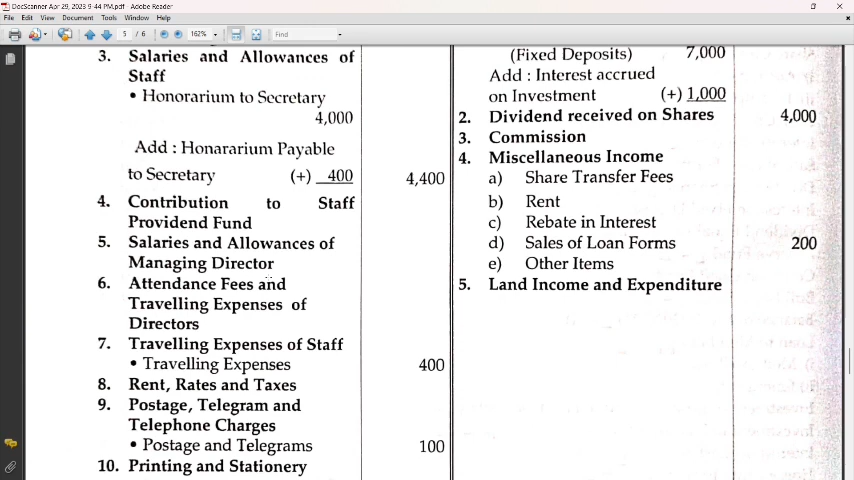 DocScanner Apr 29, 2023 9-44 PM.pdf - Adobe Reader
File Edit View Document Tools Window Help
5 / 6 162% Find
3. Salaries and Allowances of
Staff
• Honorarium to Secretary
4,000
Add : Honararium Payable
to Secretary (+) 400 4,400
4. Contribution to Staff
Providend Fund
5. Salaries and Allowances of
Managing Director
6. Attendance Fees and
Travelling Expenses of
Directors
7. Travelling Expenses of Staff
• Travelling Expenses 400
8. Rent, Rates and Taxes
9. Postage, Telegram and
Telephone Charges
• Postage and Telegrams 100
10. Printing and Stationery
(Fixed Deposits) 7,000
Add : Interest accrued
on Investment (+) 1,000
2. Dividend received on Shares 4,000
3. Commission
4. Miscellaneous Income
a) Share Transfer Fees
b) Rent
c) Rebate in Interest
d) Sales of Loan Forms 200
e) Other Items
5. Land Income and Expenditure